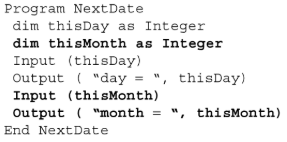 Program NextDate
dim thisDay as Integer
dim thisMonth as Integer
Input (thisDay)
Output ( “day = “, thisDay)
Input (thisMonth)
Output ( “month = “, thisMonth)
End NextDate